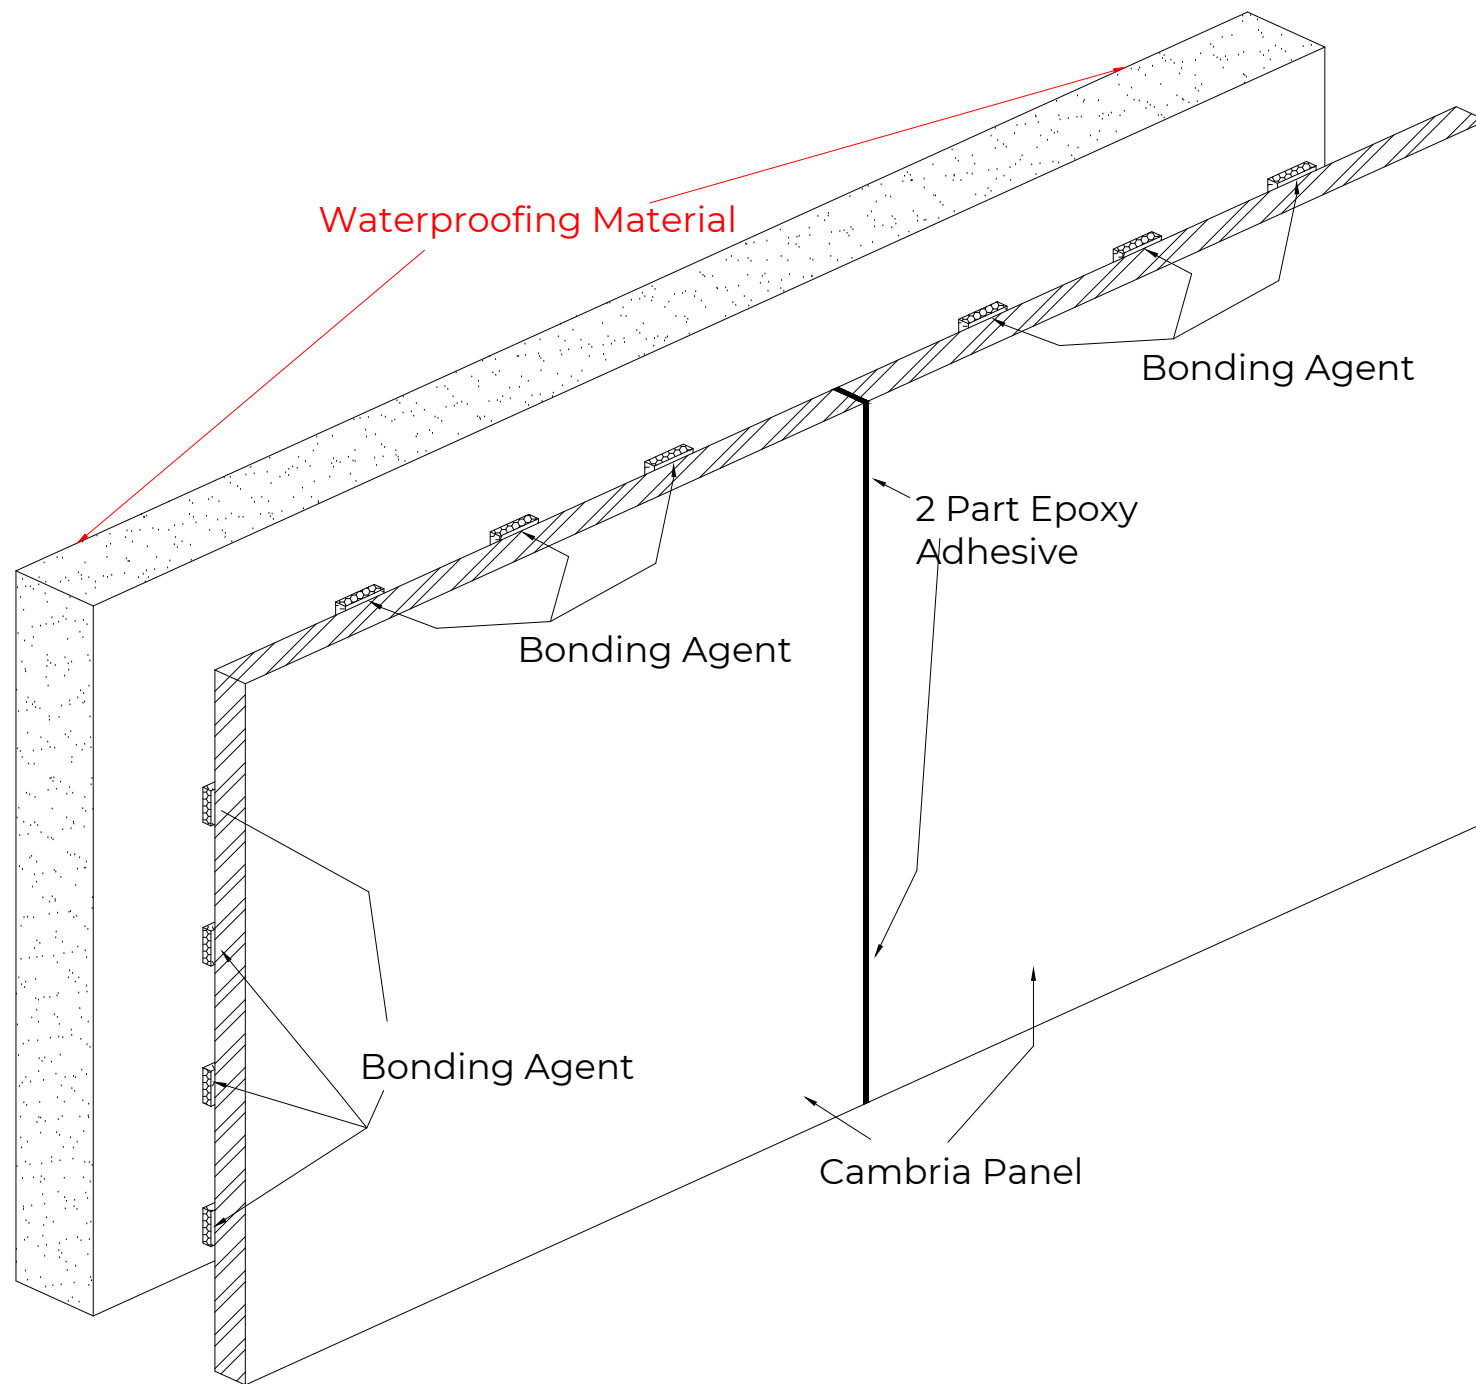 Waterproofing Material
Bonding Agent
2 Part Epoxy
Adhesive
Bonding Agent
Bonding Agent
Cambria Panel